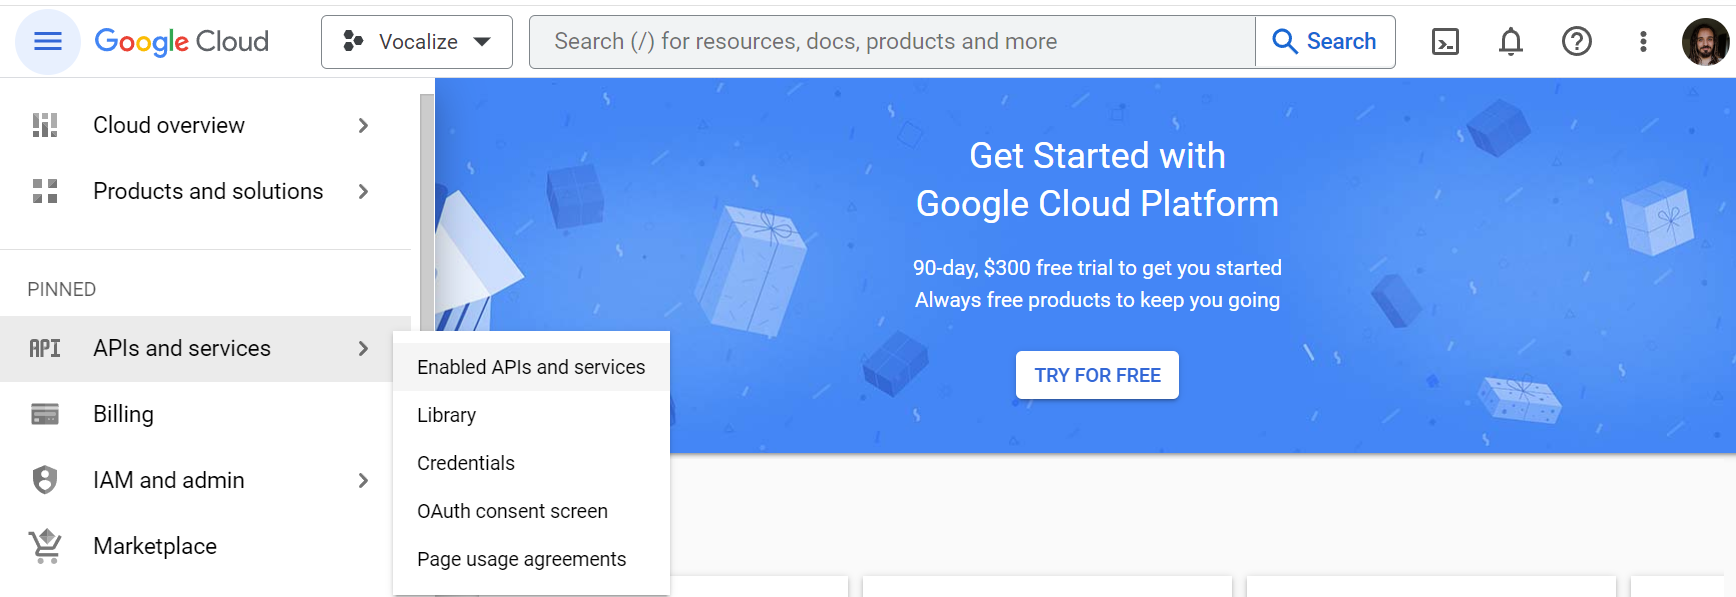 Google Cloud
Vocalize
Search (/) for resources, docs, products and more
Search
Cloud overview
Products and solutions
PINNED
API
APIs and services
Billing
IAM and admin
Marketplace
Enabled APIs and services
Library
Credentials
OAuth consent screen
Page usage agreements
Get Started with
Google Cloud Platform
90-day, $300 free trial to get you started
Always free products to keep you going
TRY FOR FREE